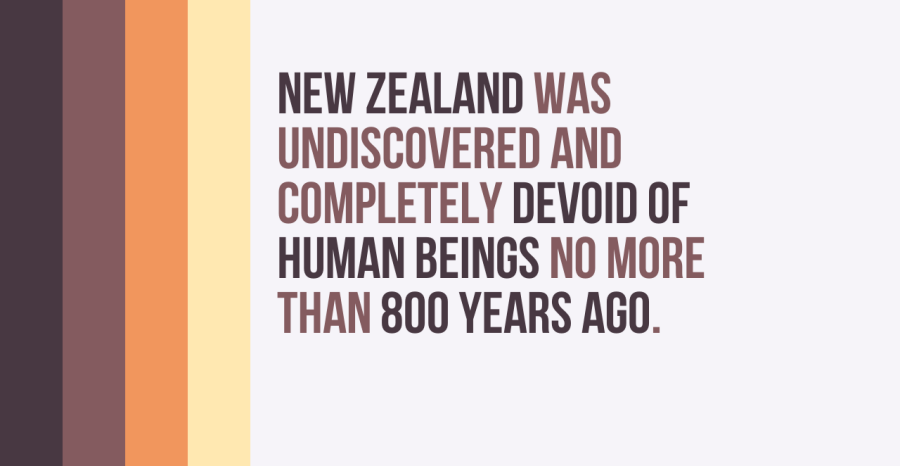 NEW ZEALAND WAS
UNDISCOVERED AND
COMPLETELY DEVOID OF
HUMAN BEINGS NO MORE
THAN 800 YEARS AGO.